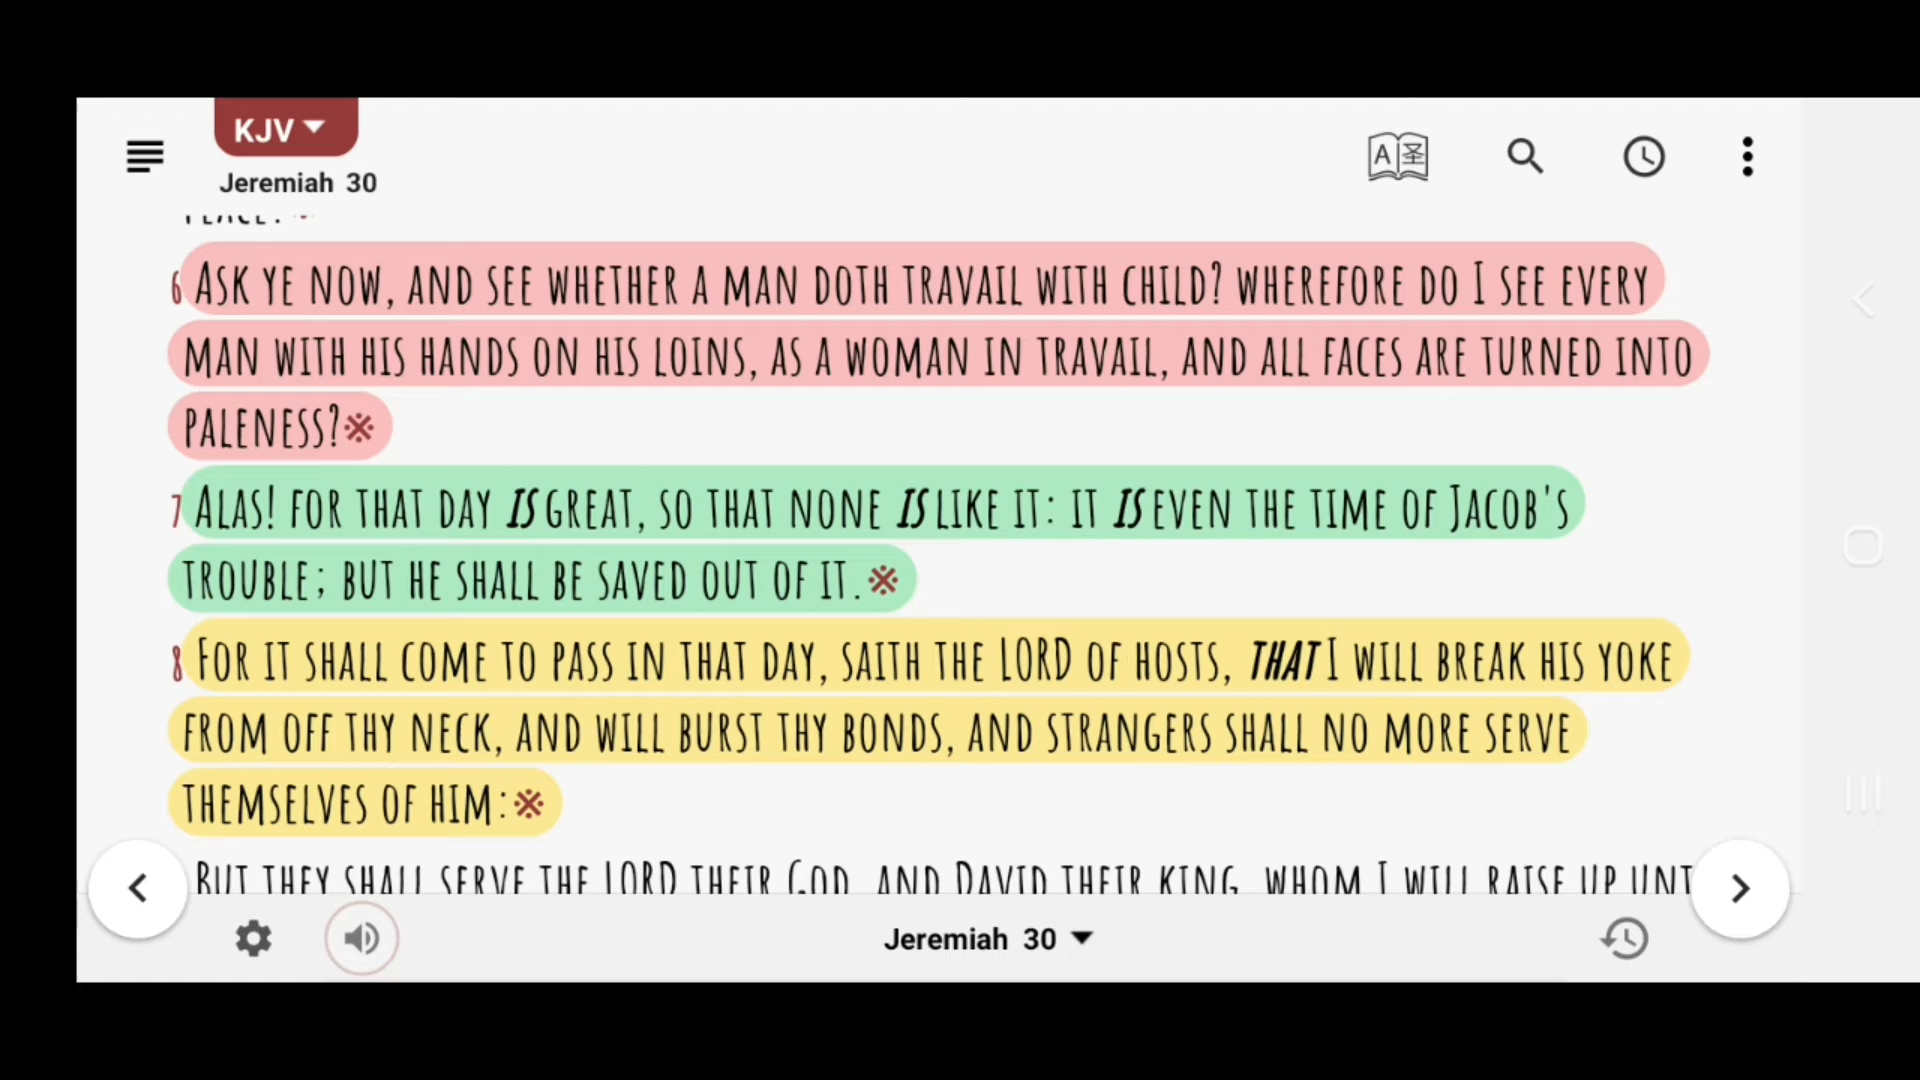 KJV
Jeremiah 30
6 Ask ye now, and see whether a man doth travail with child? wherefore do I see every
man with his hands on his loins, as a woman in travail, and all faces are turned into
paleness?※
7 Alas! for that day is great, so that none is like it: it is even the time of Jacob's
trouble; but he shall be saved out of it.※
8 For it shall come to pass in that day, saith the LORD of hosts, that I will break his yoke
from off thy neck, and will burst thy bonds, and strangers shall no more serve
themselves of him:※
But they shall serve the LORD their God, and David their king, whom I will raise up unt
Jeremiah 30